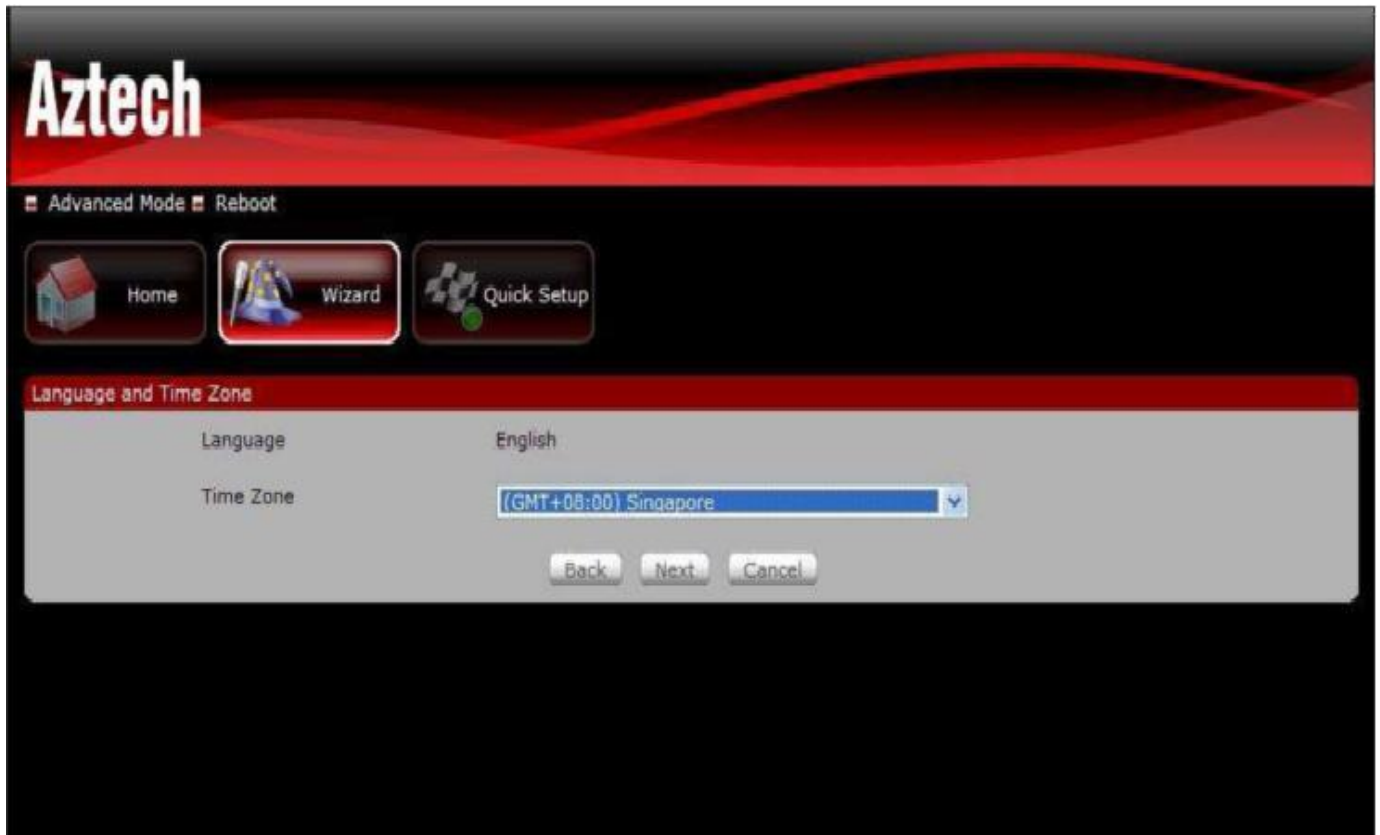 Aztech
Advanced Mode Reboot
Home Wizard Quick Setup
Language and Time Zone
Language English
Time Zone (GMT+08:00) Singapore
Back Next Cancel